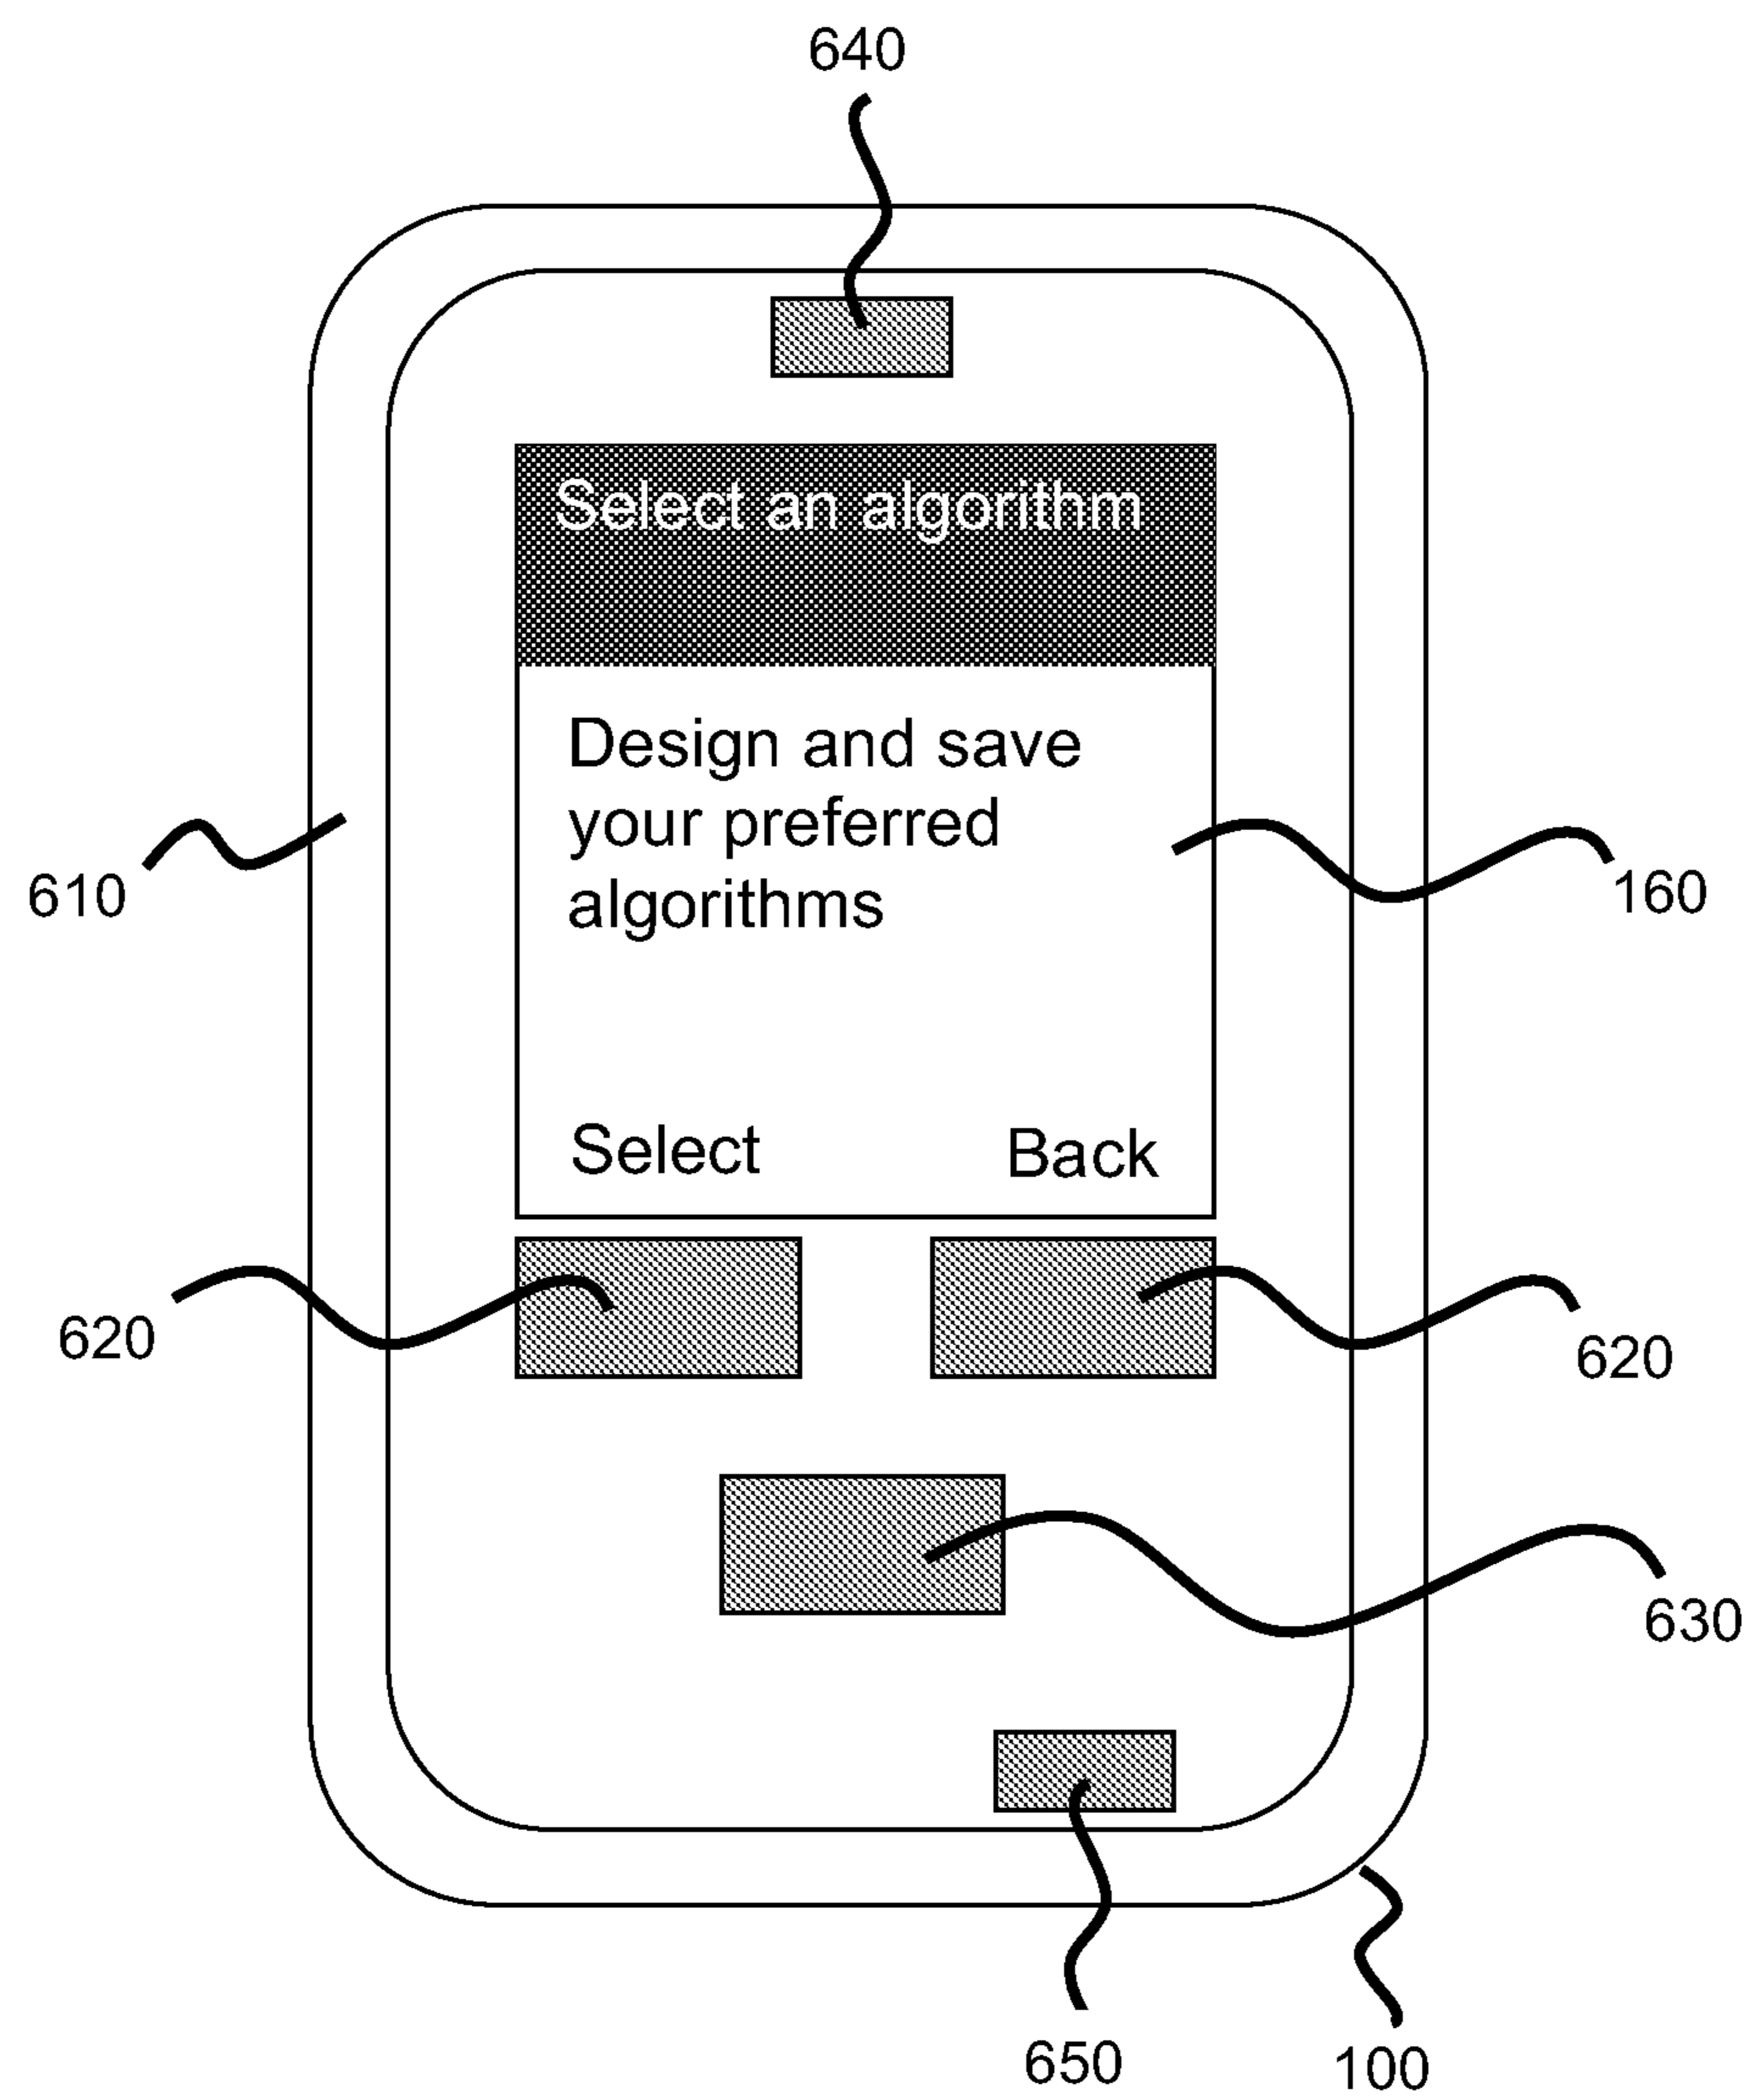 640
Select an algorithm
Design and save
your preferred
algorithms
610
160
Select Back
620
620
630
650
100